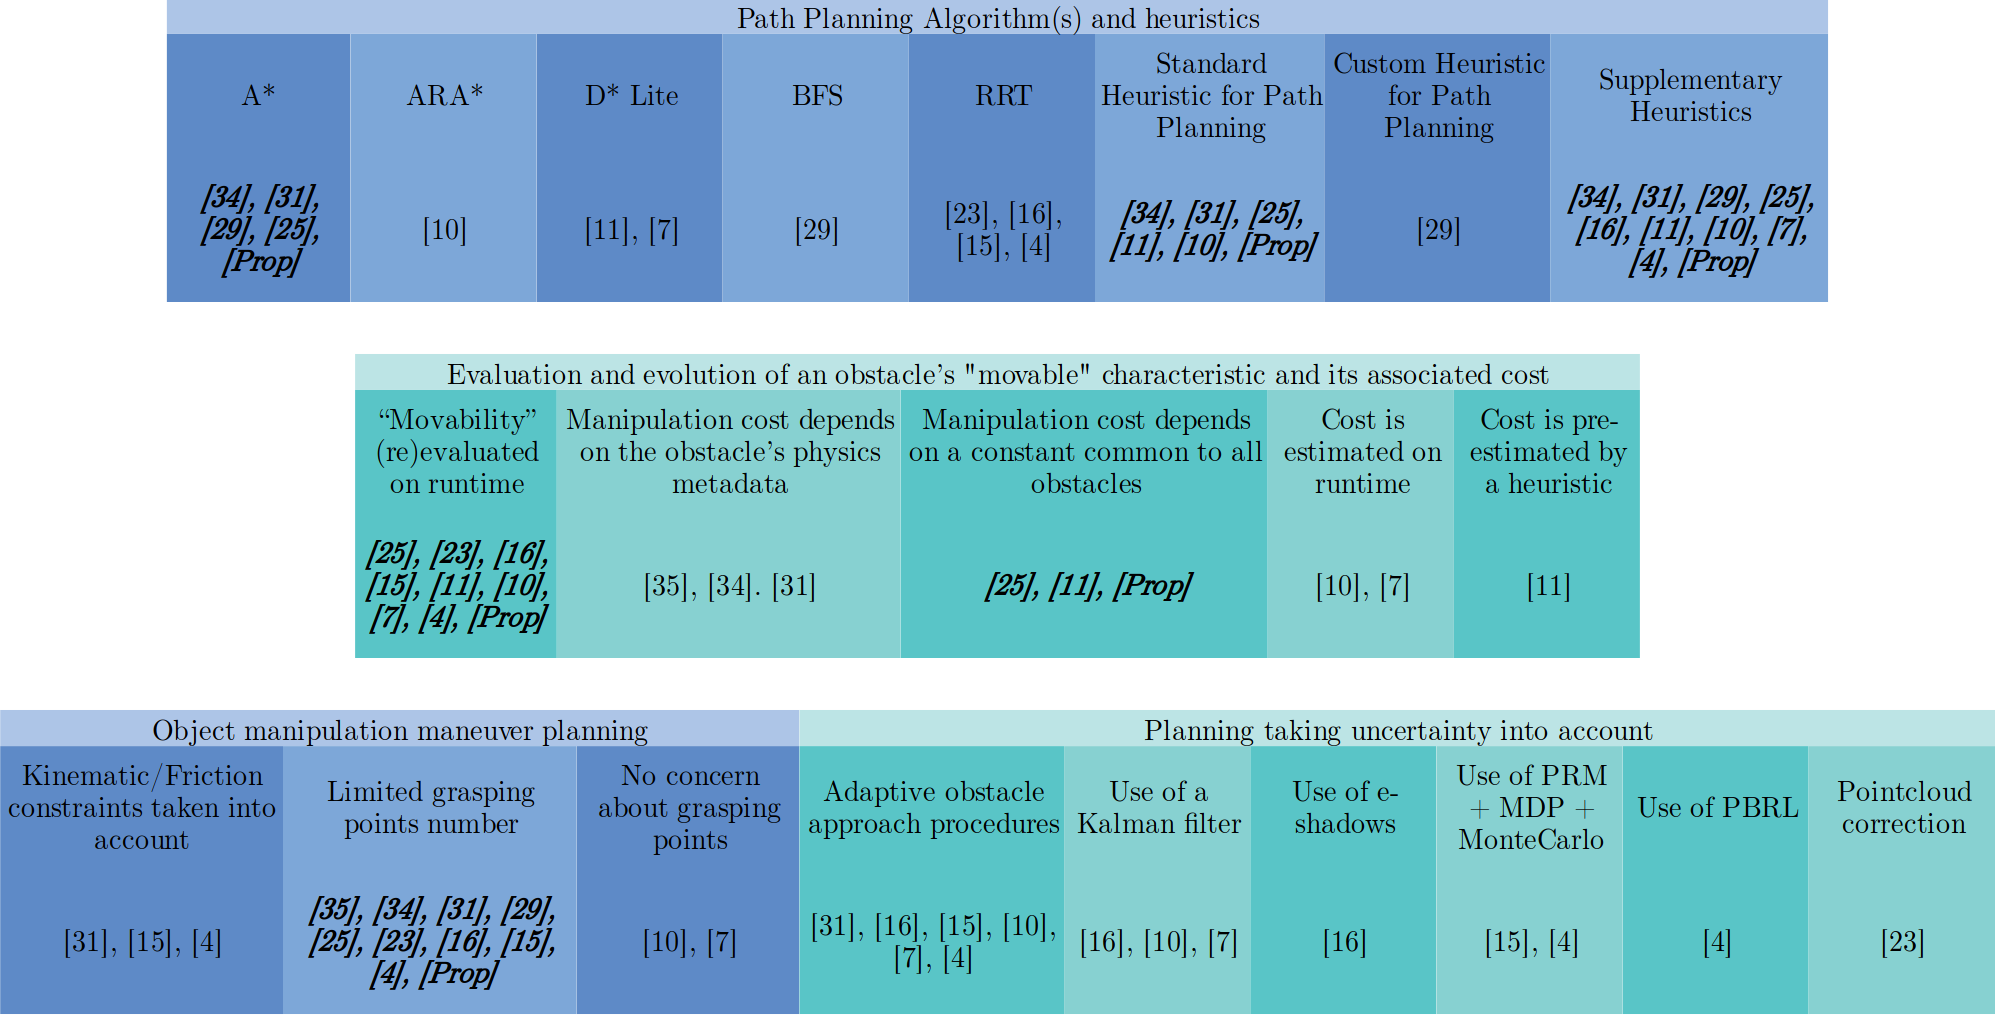 Path Planning Algorithm(s) and heuristics
A*
ARA*
D* Lite
BFS
RRT
Standard
Heuristic for Path
Planning
Custom Heuristic
for Path
Planning
Supplementary
Heuristics
[34], [31],
[29], [25],
[Prop]
[10]
[11], [7]
[29]
[23], [16],
[15], [4]
[34], [31], [25],
[11], [10], [Prop]
[29]
[34], [31], [29], [25],
[16], [11], [10], [7],
[4], [Prop]
Evaluation and evolution of an obstacle's "movable" characteristic and its associated cost
“Movability”
(re)evaluated
on runtime
Manipulation cost depends
on the obstacle's physics
metadata
Manipulation cost depends
on a constant common to all
obstacles
Cost is
estimated on
runtime
Cost is pre-
estimated by
a heuristic
[25], [23], [16],
[15], [11], [10],
[7], [4], [Prop]
[35], [34]. [31]
[25], [11], [Prop]
[10], [7]
[11]
Object manipulation maneuver planning
Planning taking uncertainty into account
Kinematic/Friction
constraints taken into
account
Limited grasping
points number
No concern
about grasping
points
Adaptive obstacle
approach procedures
Use of a
Kalman filter
Use of e-
shadows
Use of PRM
+ MDP +
MonteCarlo
Use of PBRL
Pointcloud
correction
[31], [15], [4]
[35], [34], [31], [29],
[25], [23], [16], [15],
[4], [Prop]
[10], [7]
[31], [16], [15], [10],
[7], [4]
[16], [10], [7]
[16]
[15], [4]
[4]
[23]